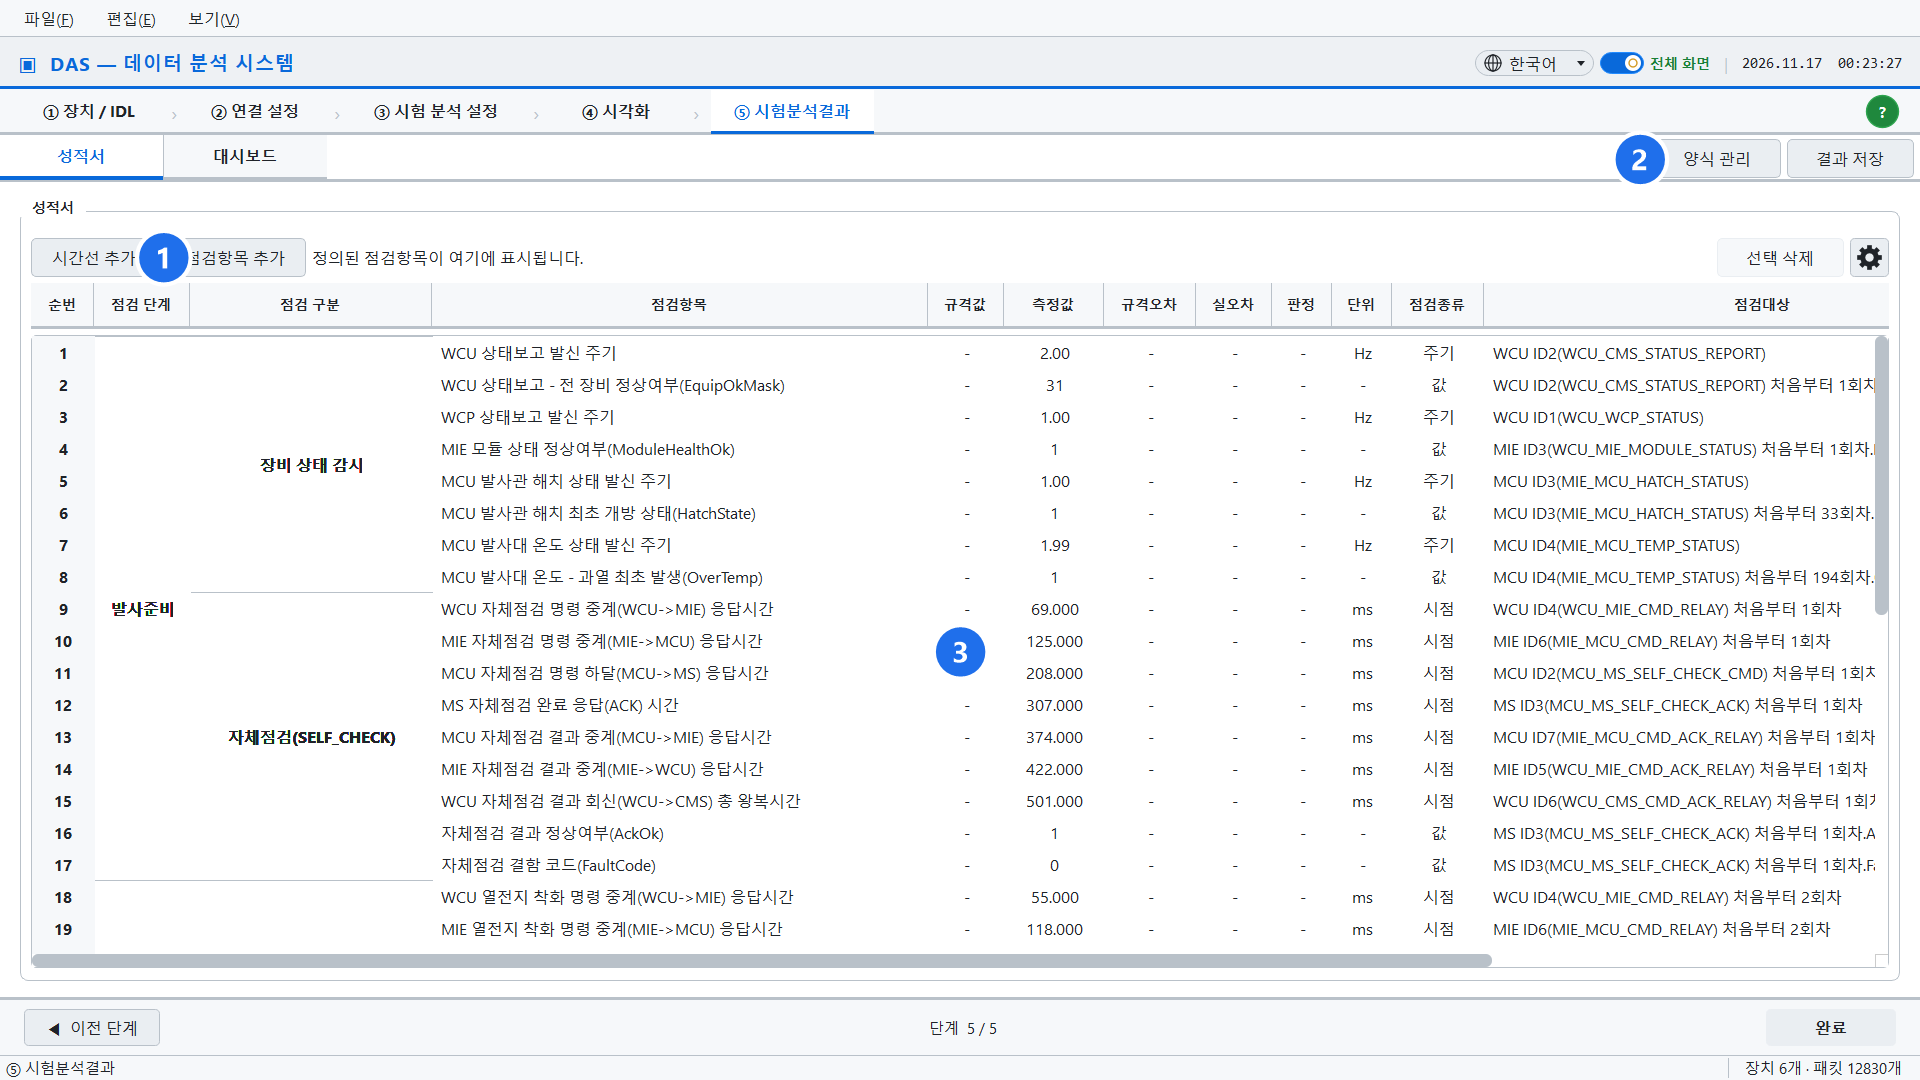 파일(F) 편집(E) 보기(V)
DAS — 데이터 분석 시스템 한국어 전체 화면 2026.11.17 00:23:27
① 장치 / IDL › ② 연결 설정 › ③ 시험 분석 설정 › ④ 시각화 › ⑤ 시험분석결과 ?
성적서 대시보드 2 양식 관리 결과 저장
성적서
시간선 추가 1 점검항목 추가 정의된 점검항목이 여기에 표시됩니다. 선택 삭제
순번 점검 단계 점검 구분 점검항목 규격값 측정값 규격오차 실오차 판정 단위 점검종류 점검대상
1 WCU 상태보고 발신 주기 - 2.00 - - - Hz 주기 WCU ID2(WCU_CMS_STATUS_REPORT)
2 WCU 상태보고 - 전 장비 정상여부(EquipOkMask) - 31 - - - - 값 WCU ID2(WCU_CMS_STATUS_REPORT) 처음부터 1회차
3 WCP 상태보고 발신 주기 - 1.00 - - - Hz 주기 WCU ID1(WCU_WCP_STATUS)
4 MIE 모듈 상태 정상여부(ModuleHealthOk) - 1 - - - - 값 MIE ID3(WCU_MIE_MODULE_STATUS) 처음부터 1회차.
장비 상태 감시
5 MCU 발사관 해치 상태 발신 주기 - 1.00 - - - Hz 주기 MCU ID3(MIE_MCU_HATCH_STATUS)
6 MCU 발사관 해치 최초 개방 상태(HatchState) - 1 - - - - 값 MCU ID3(MIE_MCU_HATCH_STATUS) 처음부터 33회차.
7 MCU 발사대 온도 상태 발신 주기 - 1.99 - - - Hz 주기 MCU ID4(MIE_MCU_TEMP_STATUS)
8 MCU 발사대 온도 - 과열 최초 발생(OverTemp) - 1 - - - - 값 MCU ID4(MIE_MCU_TEMP_STATUS) 처음부터 194회차.
9 발사준비 WCU 자체점검 명령 중계(WCU->MIE) 응답시간 - 69.000 - - - ms 시점 WCU ID4(WCU_MIE_CMD_RELAY) 처음부터 1회차
10 MIE 자체점검 명령 중계(MIE->MCU) 응답시간 - 125.000 - - - ms 시점 MIE ID6(MIE_MCU_CMD_RELAY) 처음부터 1회차
3
11 MCU 자체점검 명령 하달(MCU->MS) 응답시간 - 208.000 - - - ms 시점 MCU ID2(MCU_MS_SELF_CHECK_CMD) 처음부터 1회차
12 MS 자체점검 완료 응답(ACK) 시간 - 307.000 - - - ms 시점 MS ID3(MCU_MS_SELF_CHECK_ACK) 처음부터 1회차
13 자체점검(SELF_CHECK) MCU 자체점검 결과 중계(MCU->MIE) 응답시간 - 374.000 - - - ms 시점 MCU ID7(MIE_MCU_CMD_ACK_RELAY) 처음부터 1회차
14 MIE 자체점검 결과 중계(MIE->WCU) 응답시간 - 422.000 - - - ms 시점 MIE ID5(WCU_MIE_CMD_ACK_RELAY) 처음부터 1회차
15 WCU 자체점검 결과 회신(WCU->CMS) 총 왕복시간 - 501.000 - - - ms 시점 WCU ID6(WCU_CMS_CMD_ACK_RELAY) 처음부터 1회차
16 자체점검 결과 정상여부(AckOk) - 1 - - - - 값 MS ID3(MCU_MS_SELF_CHECK_ACK) 처음부터 1회차.A
17 자체점검 결함 코드(FaultCode) - 0 - - - - 값 MS ID3(MCU_MS_SELF_CHECK_ACK) 처음부터 1회차.Fa
18 WCU 열전지 착화 명령 중계(WCU->MIE) 응답시간 - 55.000 - - - ms 시점 WCU ID4(WCU_MIE_CMD_RELAY) 처음부터 2회차
19 MIE 열전지 착화 명령 중계(MIE->MCU) 응답시간 - 118.000 - - - ms 시점 MIE ID6(MIE_MCU_CMD_RELAY) 처음부터 2회차
◀ 이전 단계 단계 5 / 5 완료
⑤ 시험분석결과 장치 6개 · 패킷 12830개